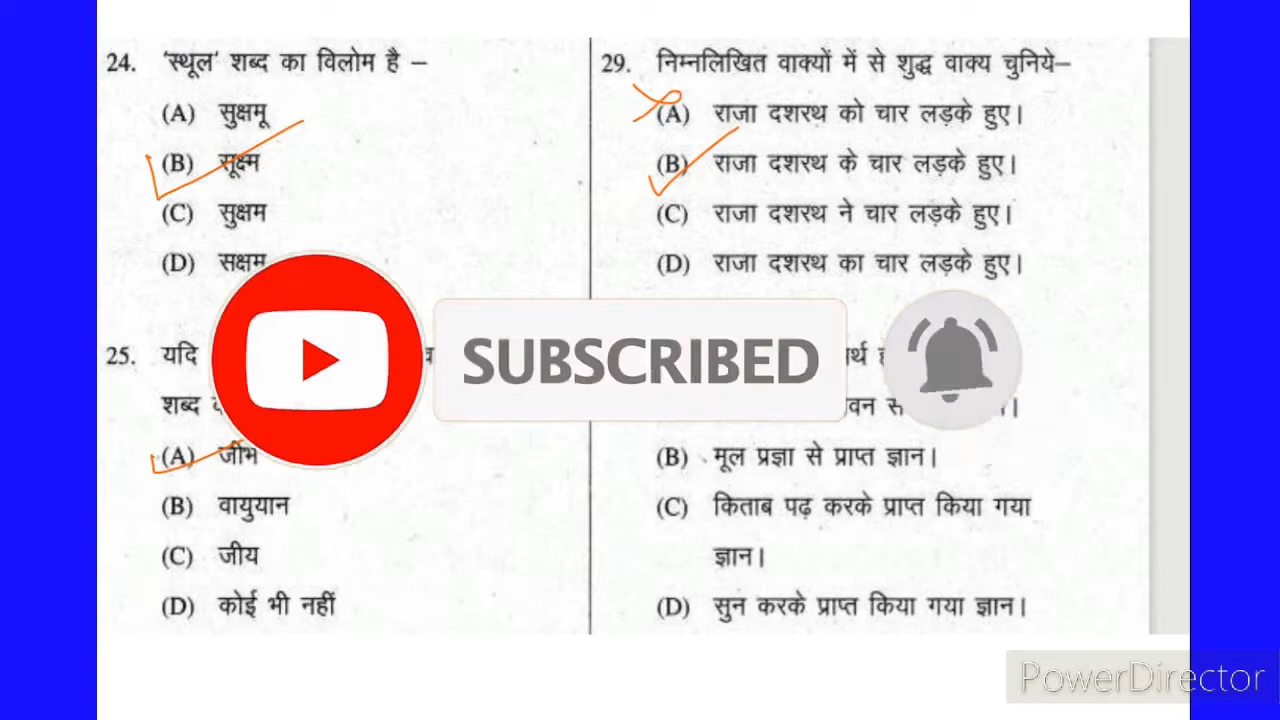 24. 'स्थूल' शब्द का विलोम है –
(A) सुक्षमू
(B) सूक्ष्म
(C) सुक्षम
(D) सक्षम
25. यदि
शब्द
(A) जीभ
(B) वायुयान
(C) जीय
(D) कोई भी नहीं
29. निम्नलिखित वाक्यों में से शुद्ध वाक्य चुनिये–
(A) राजा दशरथ को चार लड़के हुए।
(B) राजा दशरथ के चार लड़के हुए।
(C) राजा दशरथ ने चार लड़के हुए।
(D) राजा दशरथ का चार लड़के हुए।
(B) मूल प्रज्ञा से प्राप्त ज्ञान।
(C) किताब पढ़ करके प्राप्त किया गया
ज्ञान।
(D) सुन करके प्राप्त किया गया ज्ञान।
SUBSCRIBED
PowerDirector